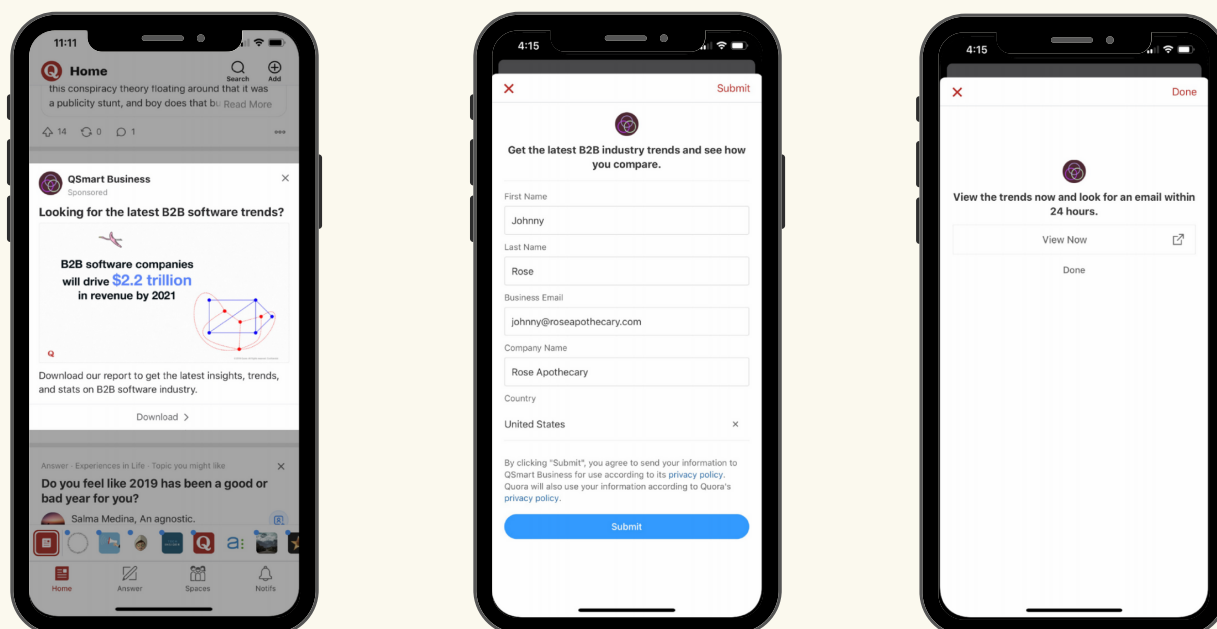 11:11
Home
Search
Add
this conspiracy theory floating around that it was
a publicity stunt, and boy does that bu Read More
14
0
1
QSmart Business
Sponsored
Looking for the latest B2B software trends?
B2B software companies
will drive $2.2 trillion
in revenue by 2021
Q
Download our report to get the latest insights, trends,
and stats on B2B software industry.
Download
Answer · Experiences in Life · Topic you might like
Do you feel like 2019 has been a good or
bad year for you?
Salma Medina, An agnostic.
Q
a:
Home
Answer
Spaces
Notifs
4:15
Submit
Get the latest B2B industry trends and see how
you compare.
First Name
Johnny
Last Name
Rose
Business Email
johnny@roseapothecary.com
Company Name
Rose Apothecary
Country
United States
By clicking "Submit", you agree to send your information to
QSmart Business for use according to its privacy policy.
Quora will also use your information according to Quora's
privacy policy.
Submit
4:15
Done
View the trends now and look for an email within
24 hours.
View Now
Done